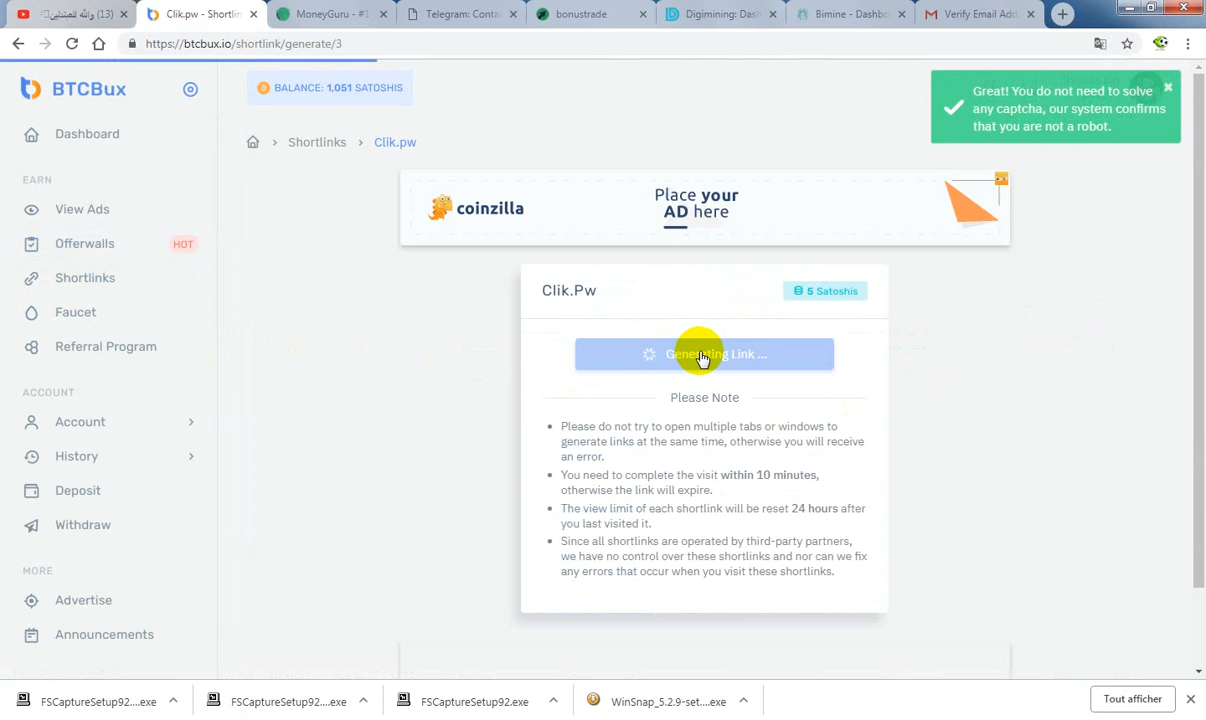 (13) والله للمتبلين
Clik.pw - Shortlin
MoneyGuru - #1
Telegram: Conta
bonustrade
Digimining: Dash
Bimine - Dashbo
Verify Email Add
https://btcbux.io/shortlink/generate/3
BTCBux
BALANCE: 1,051 SATOSHIS
Great! You do not need to solve
any captcha, our system confirms
that you are not a robot.
Dashboard
Shortlinks
Clik.pw
EARN
View Ads
Offerwalls
HOT
Shortlinks
Faucet
Referral Program
ACCOUNT
Account
History
Deposit
Withdraw
MORE
Advertise
Announcements
coinzilla
Place your
AD here
Clik.Pw
5 Satoshis
Generating Link ...
Please Note
Please do not try to open multiple tabs or windows to
generate links at the same time, otherwise you will receive
an error.
You need to complete the visit within 10 minutes,
otherwise the link will expire.
The view limit of each shortlink will be reset 24 hours after
you last visited it.
Since all shortlinks are operated by third-party partners,
we have no control over these shortlinks and nor can we fix
any errors that occur when you visit these shortlinks.
FSCaptureSetup92....exe
FSCaptureSetup92....exe
FSCaptureSetup92.exe
WinSnap_5.2.9-set....exe
Tout afficher